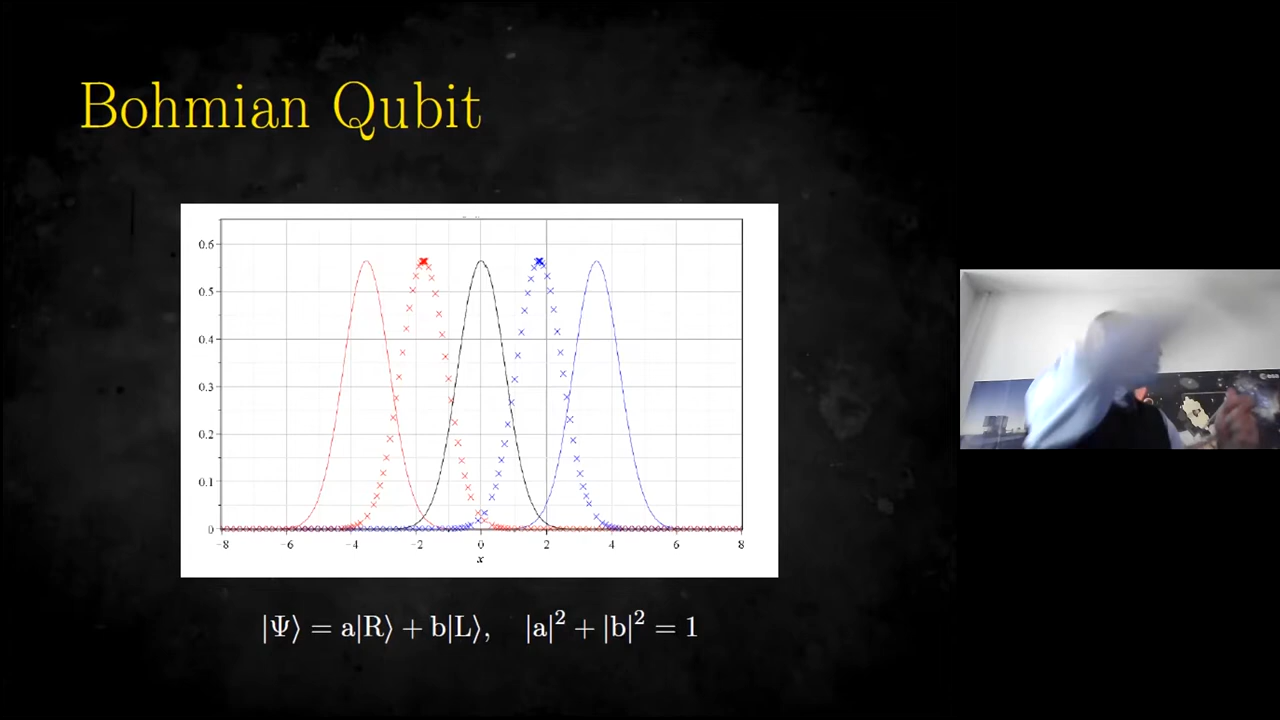 Bohmian Qubit
0.6
0.5
0.4
0.3
0.2
0.1
0
−8 −6 −4 −2 0 2 4 6 8
x
|Ψ⟩ = a|R⟩ + b|L⟩, |a|² + |b|² = 1